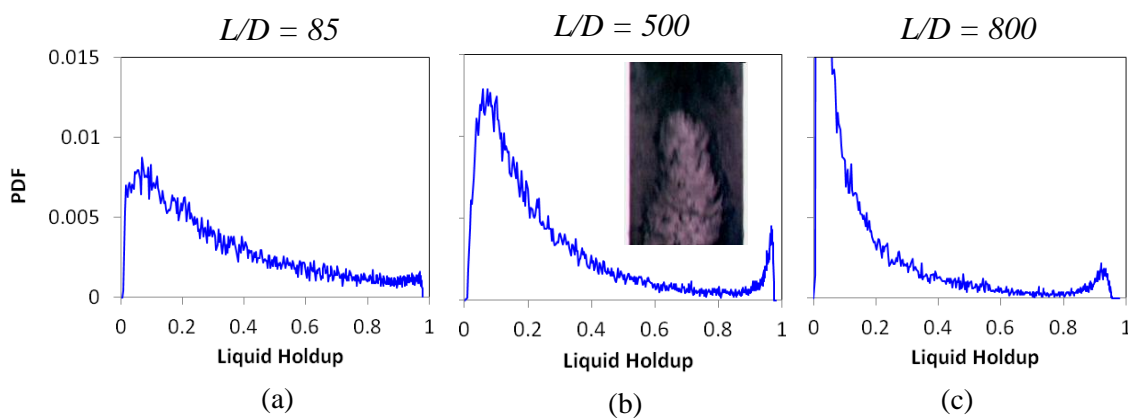 L/D = 85
L/D = 500
L/D = 800
0.015
0.01
0.005
0
PDF
0 0.2 0.4 0.6 0.8 1
0 0.2 0.4 0.6 0.8 1
0 0.2 0.4 0.6 0.8 1
Liquid Holdup
Liquid Holdup
Liquid Holdup
(a)
(b)
(c)